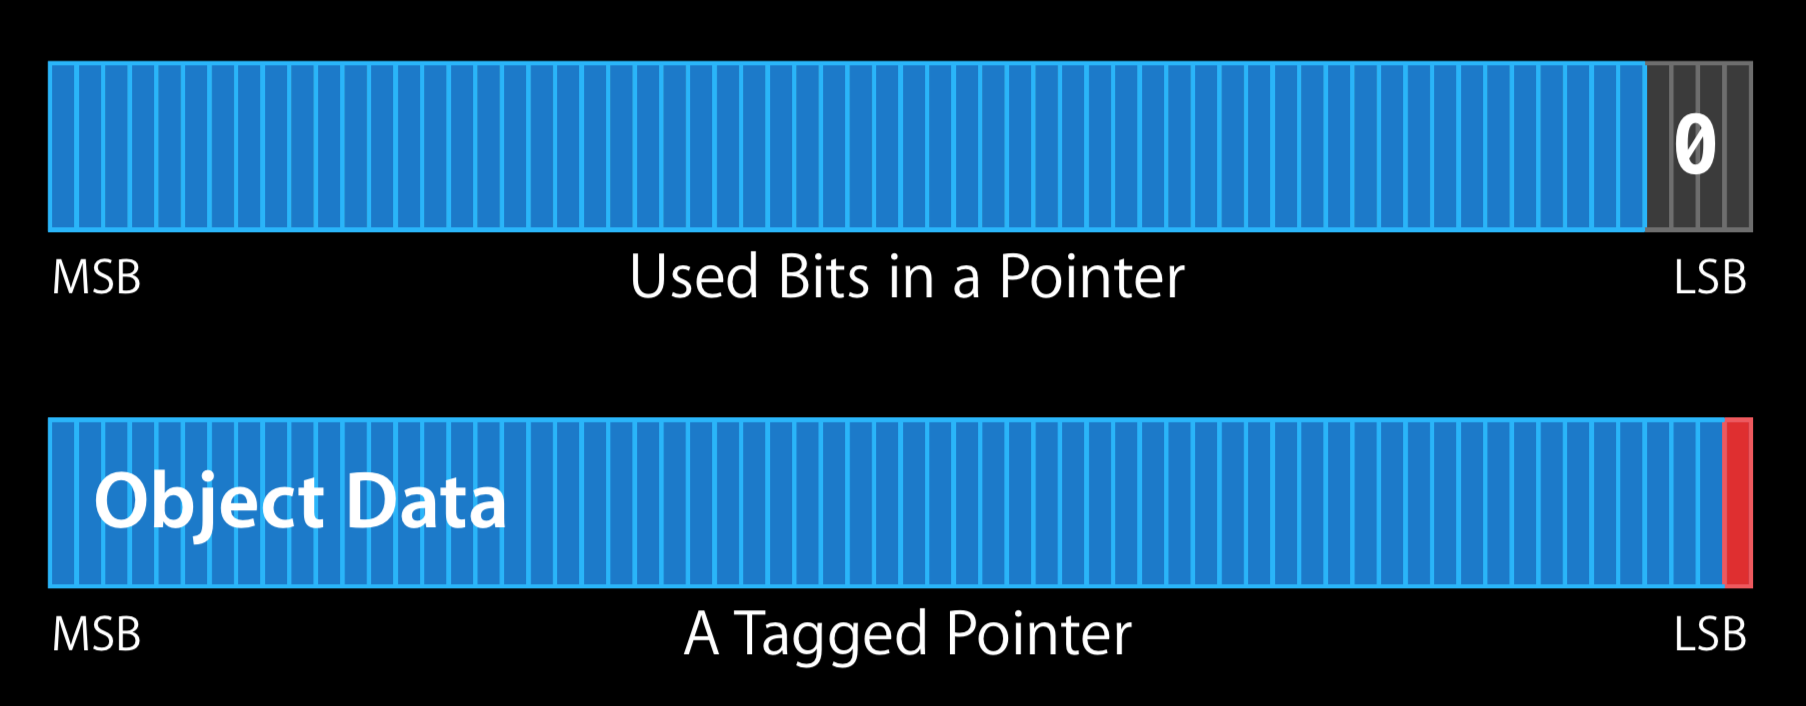 0
MSB Used Bits in a Pointer LSB
Object Data
MSB A Tagged Pointer LSB